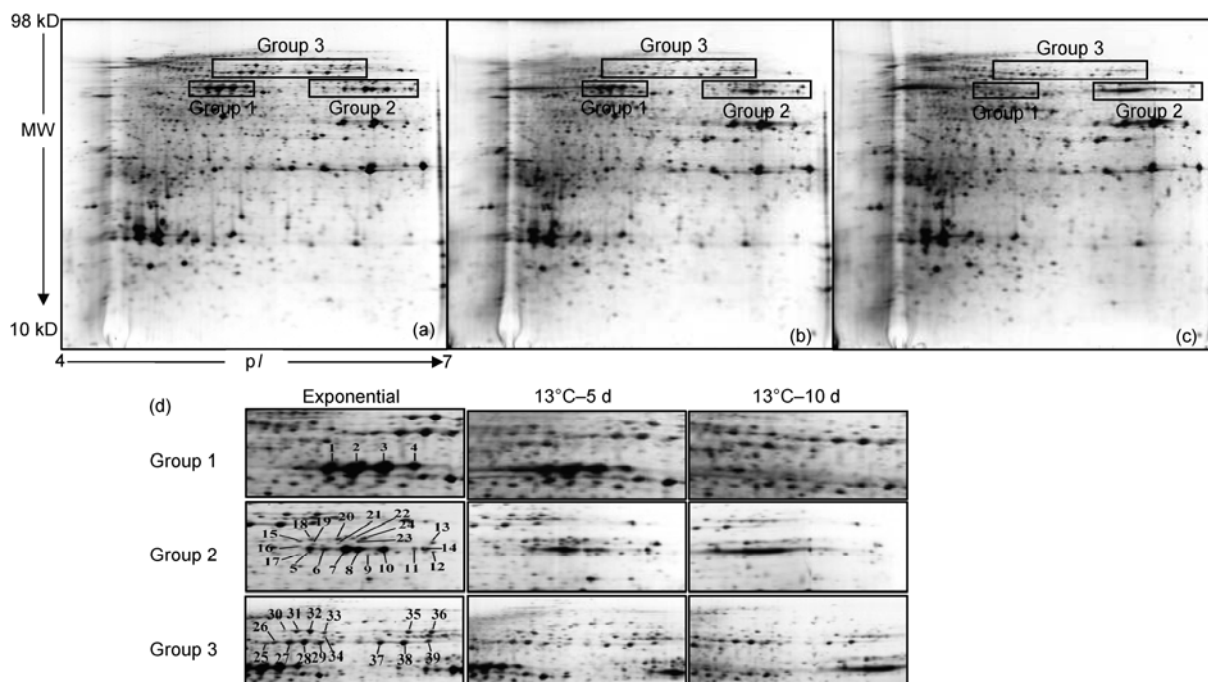 98 kD
MW
10 kD
Group 3
Group 1
Group 2
(a)
Group 3
Group 1
Group 2
(b)
Group 3
Group 1
Group 2
(c)
4
pI
7
(d)
Exponential
13°C–5 d
13°C–10 d
Group 1
1 2 3 4
Group 2
18 19 20 21 22
15 24 13
16 23 14
17
5 6 7 8 9 10 11 12
Group 3
30 31 32 33 35 36
26
25 27 28 29 34 37 38 39